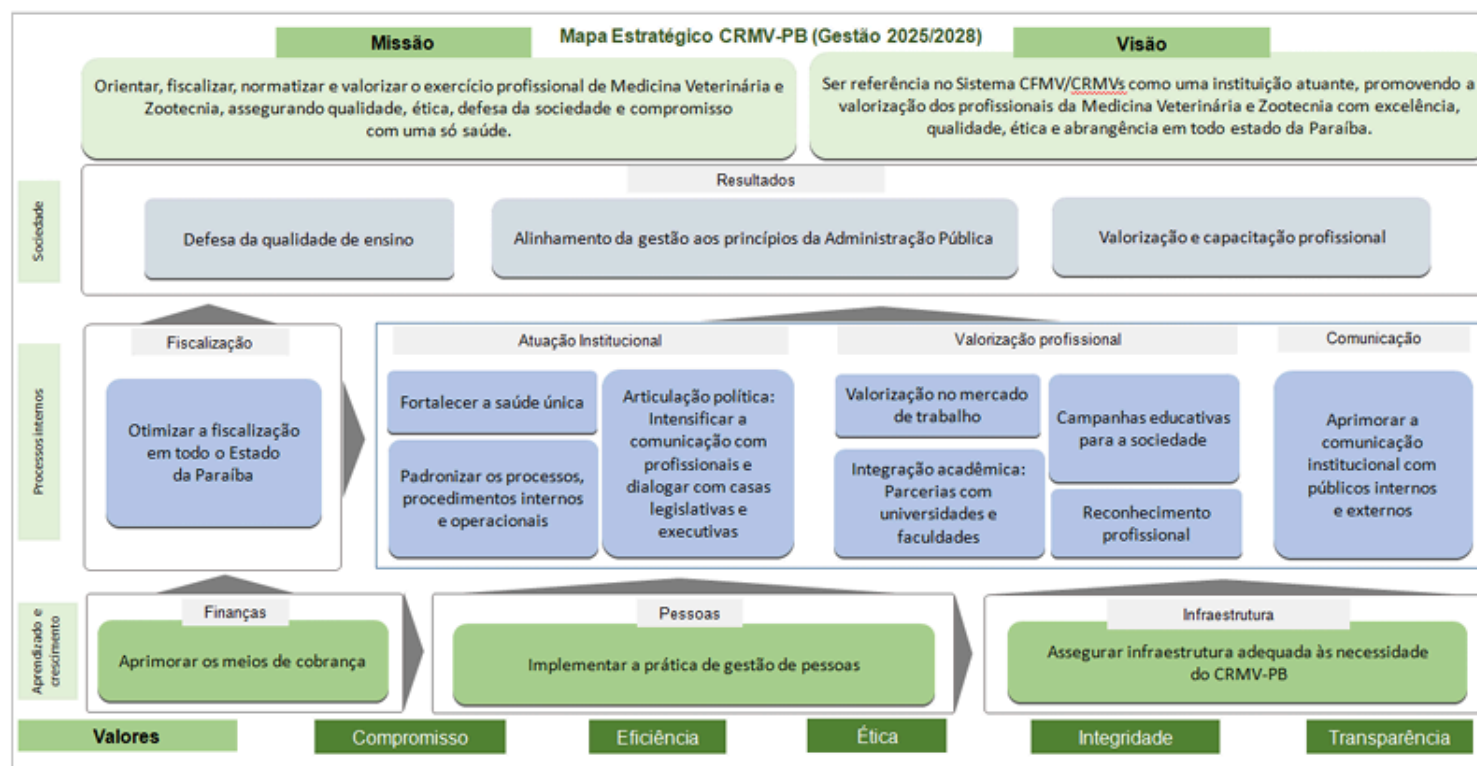 Mapa Estratégico CRMV-PB (Gestão 2025/2028)
Missão
Orientar, fiscalizar, normatizar e valorizar o exercício profissional de Medicina Veterinária e
Zootecnia, assegurando qualidade, ética, defesa da sociedade e compromisso
com uma só saúde.
Visão
Ser referência no Sistema CFMV/CRMVs como uma instituição atuante, promovendo a
valorização dos profissionais da Medicina Veterinária e Zootecnia com excelência,
qualidade, ética e abrangência em todo estado da Paraíba.
Sociedade
Resultados
Defesa da qualidade de ensino
Alinhamento da gestão aos princípios da Administração Pública
Valorização e capacitação profissional
Processos internos
Fiscalização
Otimizar a fiscalização
em todo o Estado
da Paraíba
Atuação Institucional
Fortalecer a saúde única
Padronizar os processos,
procedimentos internos
e operacionais
Articulação política:
Intensificar a
comunicação com
profissionais e
dialogar com casas
legislativas e
executivas
Valorização profissional
Valorização no mercado
de trabalho
Integração acadêmica:
Parcerias com
universidades e
faculdades
Campanhas educativas
para a sociedade
Reconhecimento
profissional
Comunicação
Aprimorar a
comunicação
institucional com
públicos internos
e externos
Aprendizado e
crescimento
Finanças
Aprimorar os meios de cobrança
Pessoas
Implementar a prática de gestão de pessoas
Infraestrutura
Assegurar infraestrutura adequada às necessidade
do CRMV-PB
Valores
Compromisso
Eficiência
Ética
Integridade
Transparência